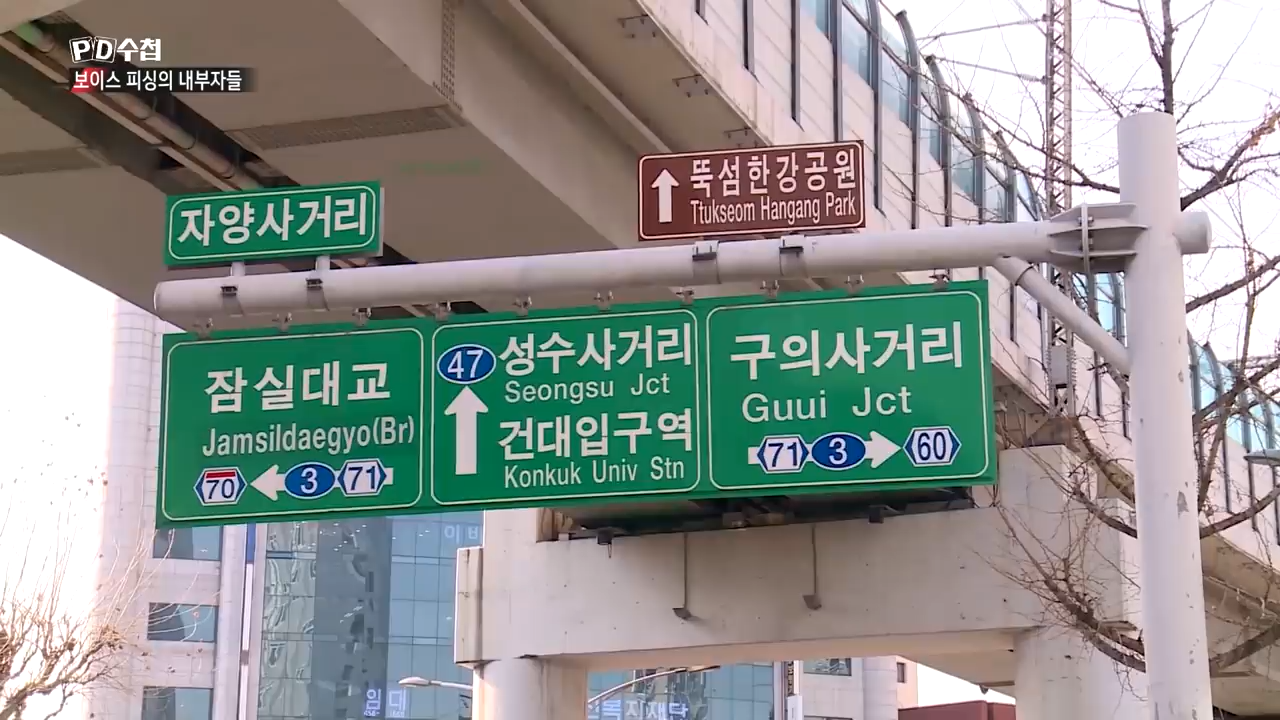 PD수첩
보이스 피싱의 내부자들
자양사거리
뚝섬한강공원
Ttukseom Hangang Park
잠실대교
Jamsildaegyo(Br)
70 3 71
47 성수사거리
Seongsu Jct
건대입구역
Konkuk Univ Stn
구의사거리
Guui Jct
71 3 60
임대